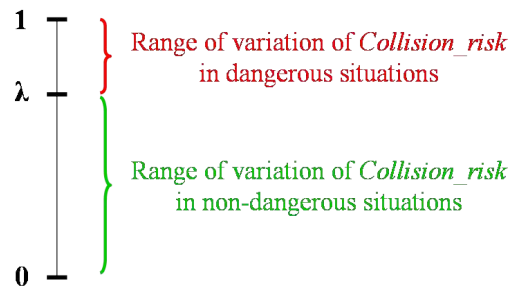 1
Range of variation of Collision_risk
in dangerous situations
λ
Range of variation of Collision_risk
in non-dangerous situations
0